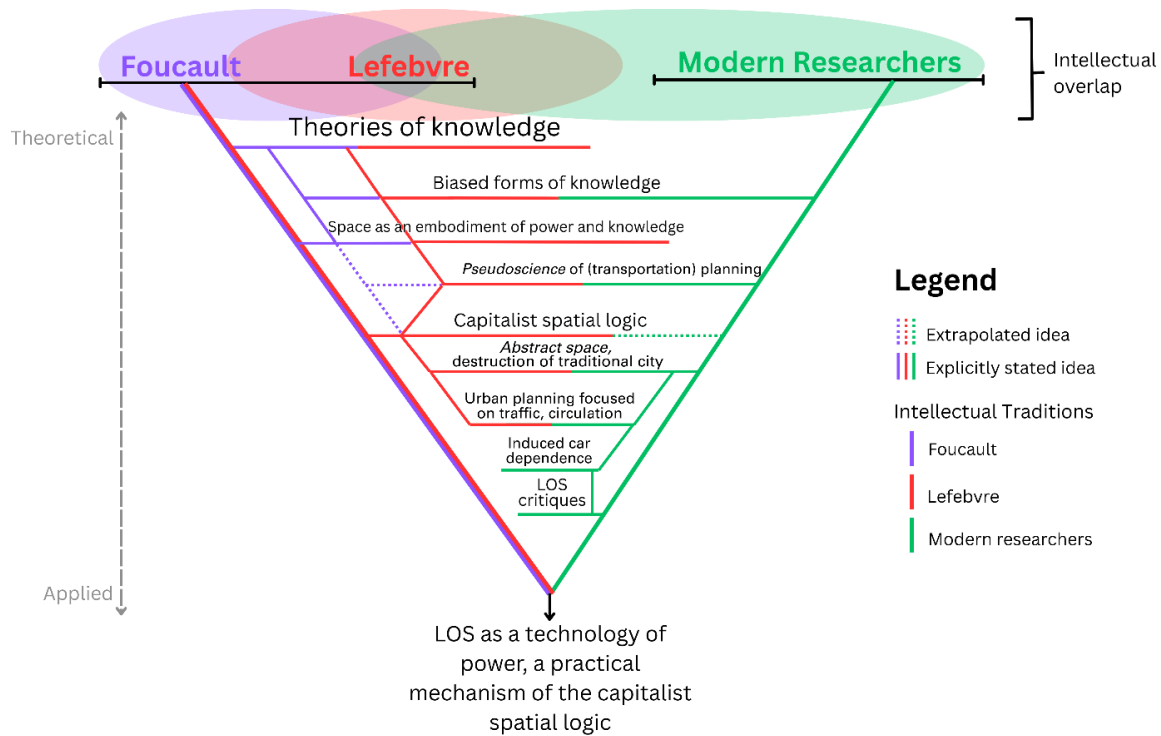 Foucault
Lefebvre
Modern Researchers
Intellectual
overlap
Theoretical
Theories of knowledge
Biased forms of knowledge
Space as an embodiment of power and knowledge
Pseudoscience of (transportation) planning
Capitalist spatial logic
Abstract space,
destruction of traditional city
Urban planning focused
on traffic, circulation
Induced car
dependence
LOS
critiques
Applied
LOS as a technology of
power, a practical
mechanism of the capitalist
spatial logic
Legend
Extrapolated idea
Explicitly stated idea
Intellectual Traditions
Foucault
Lefebvre
Modern researchers